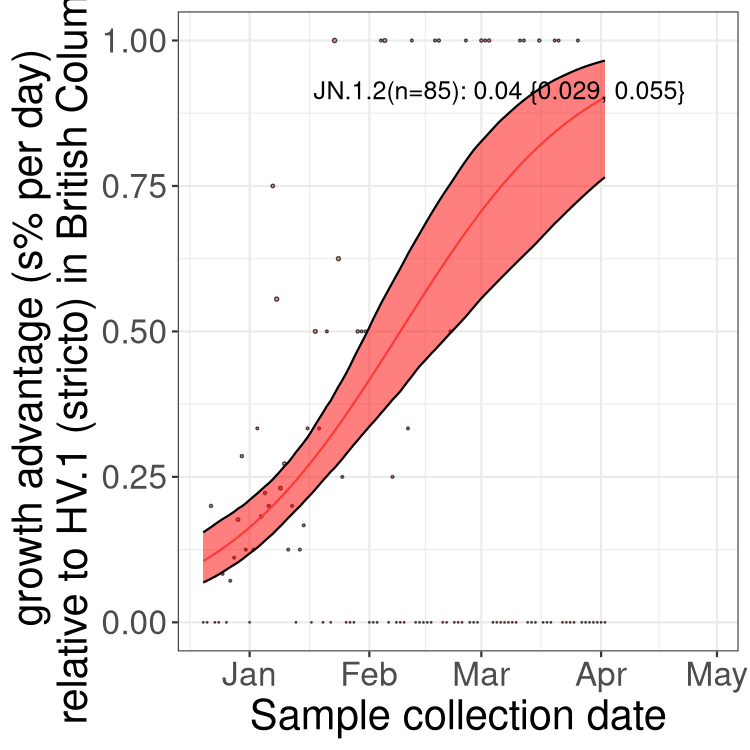 growth advantage (s% per day)
relative to HV.1 (stricto) in British Colum
1.00
0.75
0.50
0.25
0.00
JN.1.2(n=85): 0.04 {0.029, 0.055}
Jan Feb Mar Apr May
Sample collection date